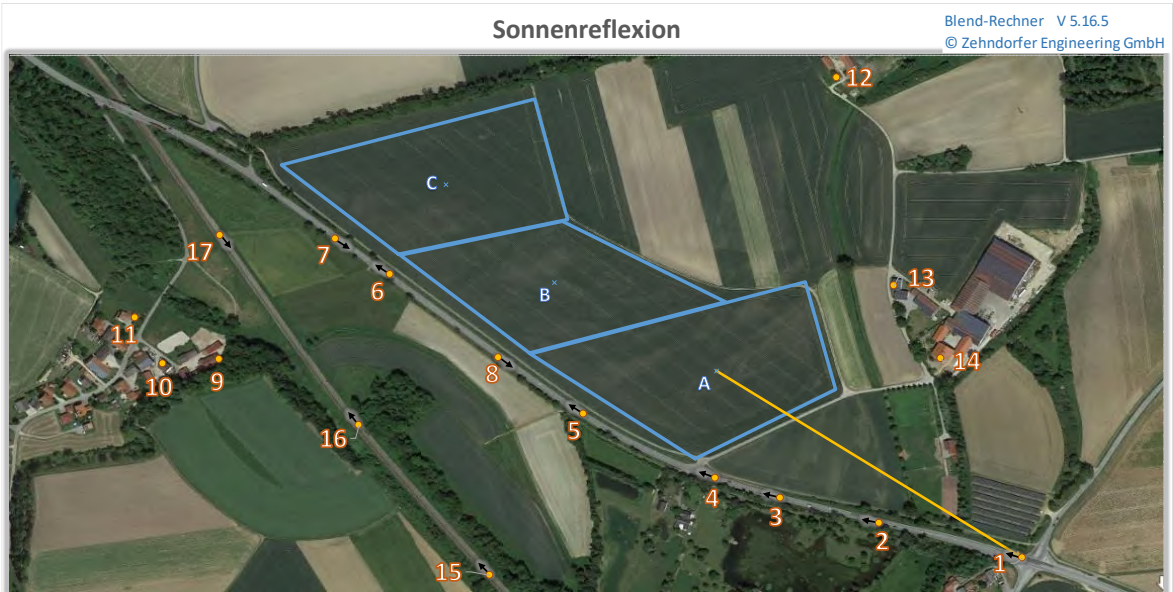 Sonnenreflexion
Blend-Rechner V 5.16.5
© Zehndorfer Engineering GmbH
12
C
17
7
6
13
B
11
8
14
10
9
A
5
16
4
3
2
15
1